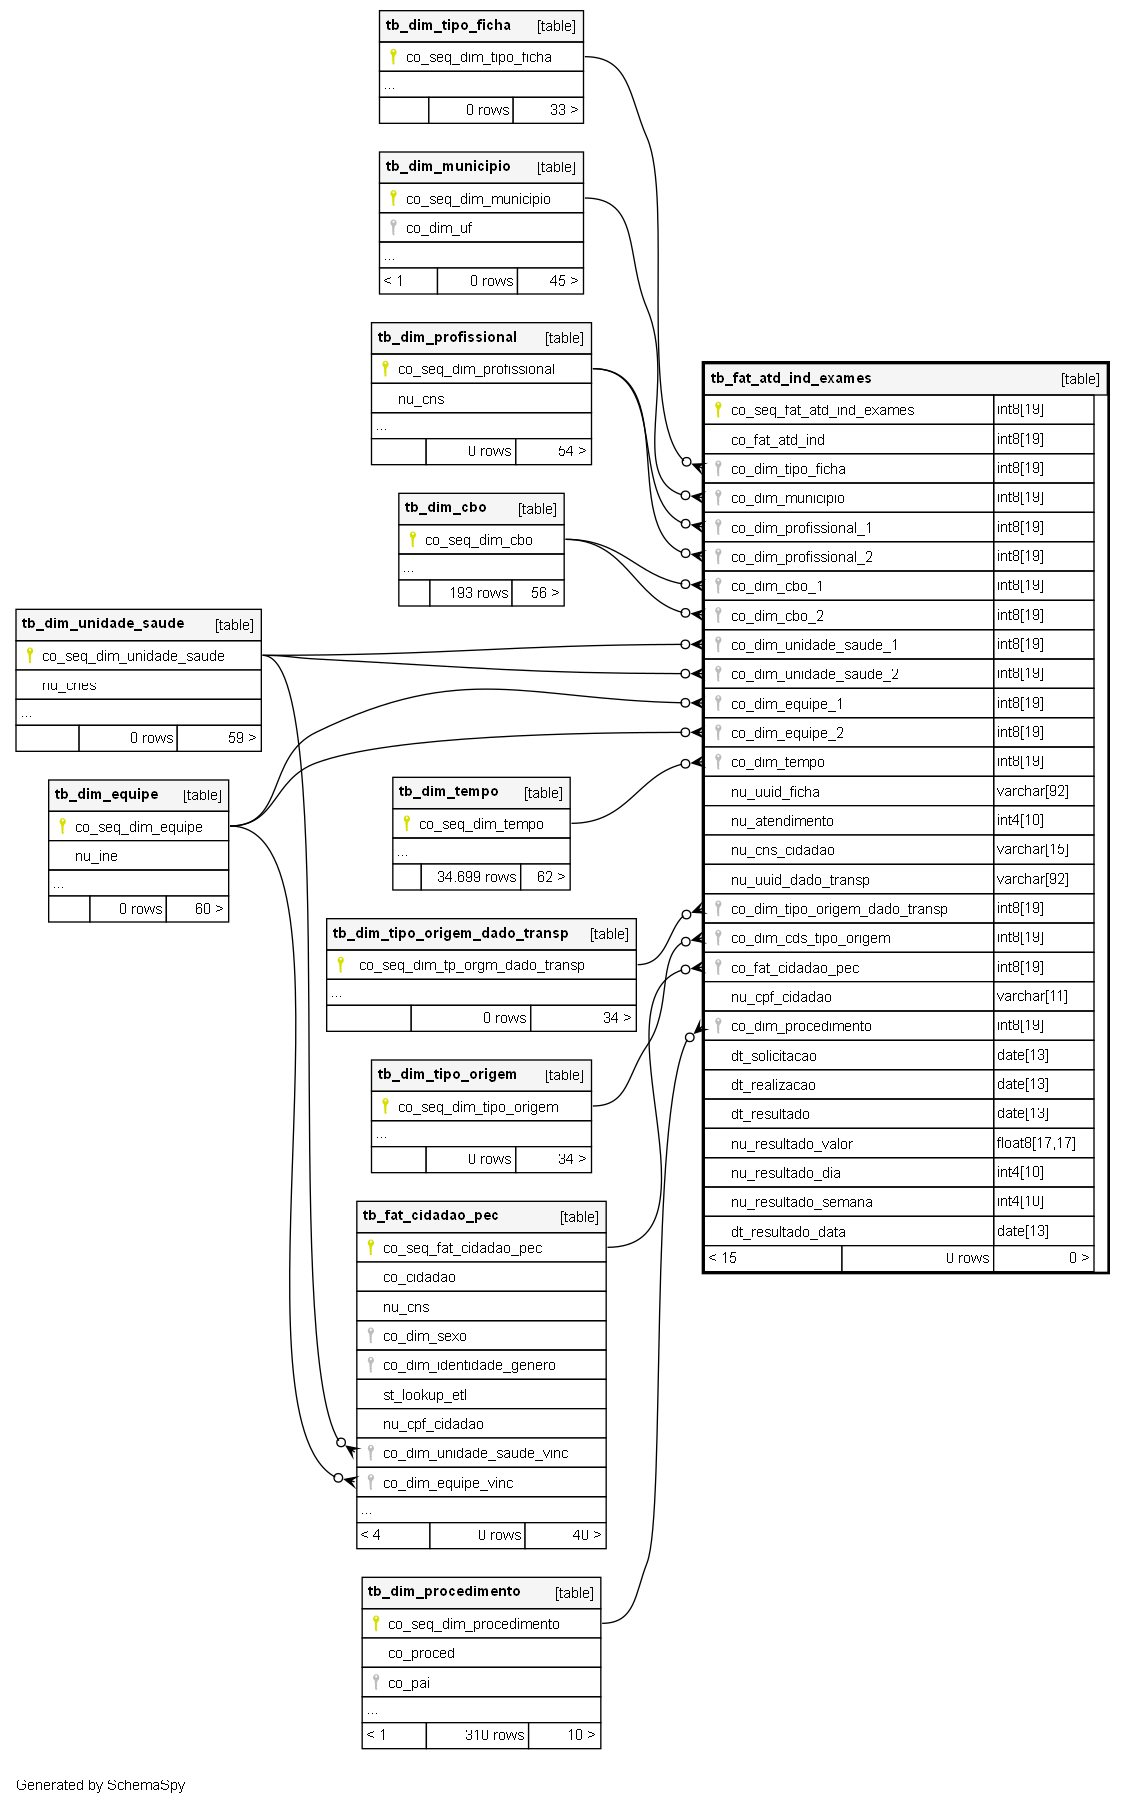 tb_dim_tipo_ficha [table]
co_seq_dim_tipo_ficha
...
0 rows 33 >
tb_dim_municipio [table]
co_seq_dim_municipio
co_dim_uf
...
< 1 0 rows 45 >
tb_dim_profissional [table]
co_seq_dim_profissional
nu_cns
...
0 rows 54 >
tb_dim_cbo [table]
co_seq_dim_cbo
...
193 rows 56 >
tb_dim_unidade_saude [table]
co_seq_dim_unidade_saude
nu_cnes
...
0 rows 59 >
tb_dim_equipe [table]
co_seq_dim_equipe
nu_ine
...
0 rows 60 >
tb_dim_tempo [table]
co_seq_dim_tempo
...
34.699 rows 62 >
tb_dim_tipo_origem_dado_transp [table]
co_seq_dim_tp_orgm_dado_transp
...
0 rows 34 >
tb_dim_tipo_origem [table]
co_seq_dim_tipo_origem
...
0 rows 34 >
tb_fat_cidadao_pec [table]
co_seq_fat_cidadao_pec
co_cidadao
nu_cns
co_dim_sexo
co_dim_identidade_genero
st_lookup_etl
nu_cpf_cidadao
co_dim_unidade_saude_vinc
co_dim_equipe_vinc
...
< 4 0 rows 40 >
tb_dim_procedimento [table]
co_seq_dim_procedimento
co_proced
co_pai
...
< 1 310 rows 10 >
tb_fat_atd_ind_exames [table]
co_seq_fat_atd_ind_exames int8[19]
co_fat_atd_ind int8[19]
co_dim_tipo_ficha int8[19]
co_dim_municipio int8[19]
co_dim_profissional_1 int8[19]
co_dim_profissional_2 int8[19]
co_dim_cbo_1 int8[19]
co_dim_cbo_2 int8[19]
co_dim_unidade_saude_1 int8[19]
co_dim_unidade_saude_2 int8[19]
co_dim_equipe_1 int8[19]
co_dim_equipe_2 int8[19]
co_dim_tempo int8[19]
nu_uuid_ficha varchar[92]
nu_atendimento int4[10]
nu_cns_cidadao varchar[15]
nu_uuid_dado_transp varchar[92]
co_dim_tipo_origem_dado_transp int8[19]
co_dim_cds_tipo_origem int8[19]
co_fat_cidadao_pec int8[19]
nu_cpf_cidadao varchar[11]
co_dim_procedimento int8[19]
dt_solicitacao date[13]
dt_realizacao date[13]
dt_resultado date[13]
nu_resultado_valor float8[17,17]
nu_resultado_dia int4[10]
nu_resultado_semana int4[10]
dt_resultado_data date[13]
< 15 0 rows 0 >
Generated by SchemaSpy